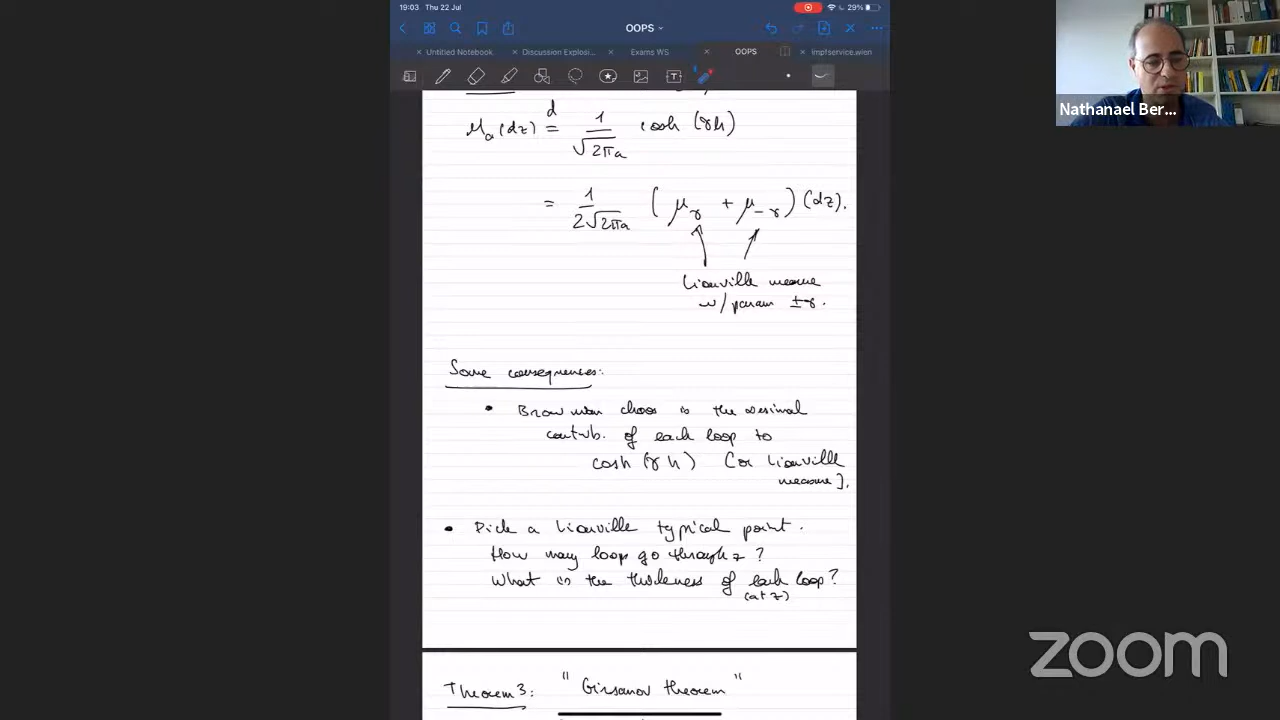 19:03 Thu 22 Jul
29%
OOPS
Untitled Notebook
Discussion Explosi...
Exams WS
OOPS
Impfservice.wien
M_a(dz) =^d 1/√(2πa) cosh (γh)
= 1/(2√(2πa)) (μ_γ + μ_-γ)(dz).
Liouville measure
w/ param ±γ.
Some consequences:
• Brownian chaos is the
contrib. of each loop to
cosh (γh) (or Liouville
measure).
• Pick a Liouville typical point.
How many loop go through z?
What is the thickness of each loop?
(at z)
Theorem 3: "Girsanov theorem"
Nathanael Ber...
zoom